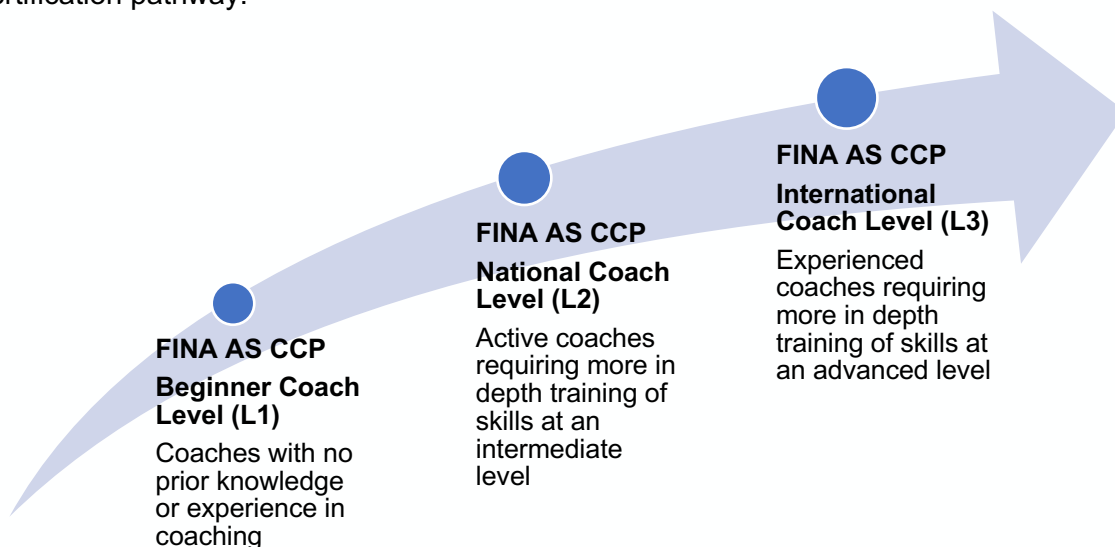 certification pathway.
FINA AS CCP
Beginner Coach
Level (L1)
Coaches with no
prior knowledge
or experience in
coaching
FINA AS CCP
National Coach
Level (L2)
Active coaches
requiring more in
depth training of
skills at an
intermediate
level
FINA AS CCP
International
Coach Level (L3)
Experienced
coaches requiring
more in depth
training of skills at
an advanced level